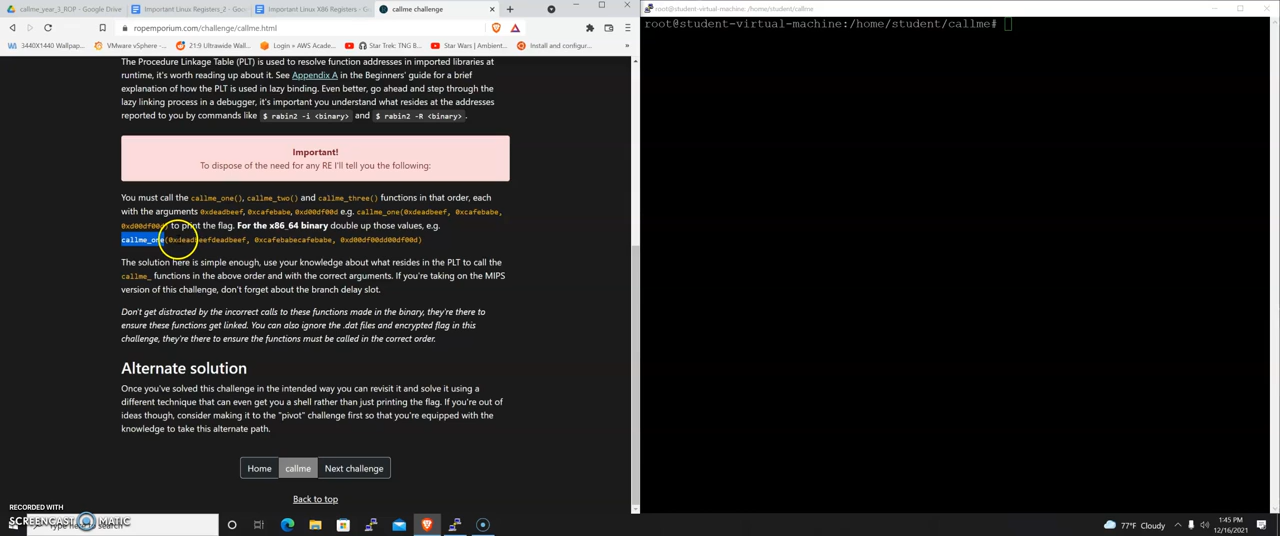 callme_year_3_ROP - Google Drive
Important Linux Registers_2 - G
Important Linux X86 Registers - G
callme challenge
ropemporium.com/challenge/callme.html
3440X1440 Wallpap...
VMware vSphere -...
21:9 Ultrawide Wall...
Login ‹ AWS Acade...
Star Trek: TNG B...
Star Wars | Ambient...
Install and configur...
The Procedure Linkage Table (PLT) is used to resolve function addresses in imported libraries at
runtime, it's worth reading up about it. See Appendix A in the Beginners' guide for a brief
explanation of how the PLT is used in lazy binding. Even better, go ahead and step through the
lazy linking process in a debugger, it's important you understand what resides at the addresses
reported to you by commands like $ rabin2 -i <binary> and $ rabin2 -R <binary>.
Important!
To dispose of the need for any RE I'll tell you the following:
You must call the callme_one(), callme_two() and callme_three() functions in that order, each
with the arguments 0xdeadbeef, 0xcafebabe, 0xd00df00d e.g. callme_one(0xdeadbeef, 0xcafebabe,
0xd00df00d) to print the flag. For the x86_64 binary double up those values, e.g.
callme_one(0xdeadbeefdeadbeef, 0xcafebabecafebabe, 0xd00df00dd00df00d)
The solution here is simple enough, use your knowledge about what resides in the PLT to call the
callme_ functions in the above order and with the correct arguments. If you're taking on the MIPS
version of this challenge, don't forget about the branch delay slot.
Don't get distracted by the incorrect calls to these functions made in the binary, they're there to
ensure these functions get linked. You can also ignore the .dat files and encrypted flag in this
challenge, they're there to ensure the functions must be called in the correct order.
Alternate solution
Once you've solved this challenge in the intended way you can revisit it and solve it using a
different technique that can even get you a shell rather than just printing the flag. If you're out of
ideas though, consider making it to the "pivot" challenge first so that you're equipped with the
knowledge to take this alternate path.
Home
callme
Next challenge
Back to top
root@student-virtual-machine: /home/student/callme
root@student-virtual-machine:/home/student/callme#
RECORDED WITH
SCREENCAST MATIC
Type here to search
77°F Cloudy
1:45 PM
12/16/2021